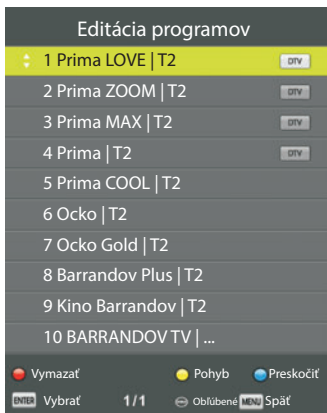 Editácia programov
1 Prima LOVE | T2 DTV
2 Prima ZOOM | T2 DTV
3 Prima MAX | T2 DTV
4 Prima | T2 DTV
5 Prima COOL | T2
6 Ocko | T2
7 Ocko Gold | T2
8 Barrandov Plus | T2
9 Kino Barrandov | T2
10 BARRANDOV TV | ...
Vymazať Pohyb Preskočiť
ENTER Vybrať 1/1 Obľúbené MENU Späť